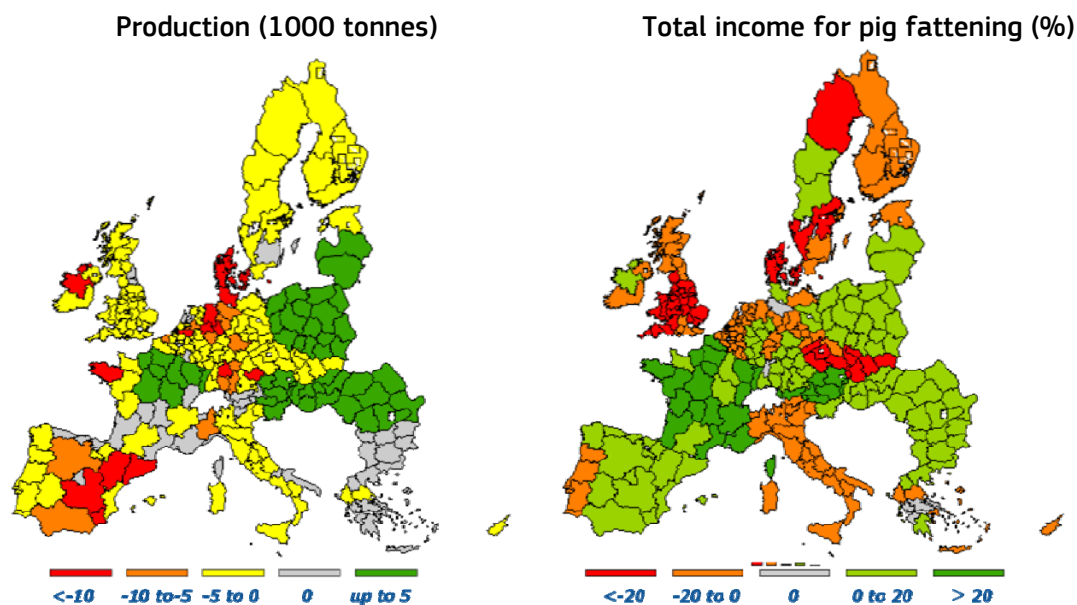 Production (1000 tonnes)
Total income for pig fattening (%)
<-10 -10 to-5 -5 to 0 0 up to 5
<-20 -20 to 0 0 0 to 20 > 20